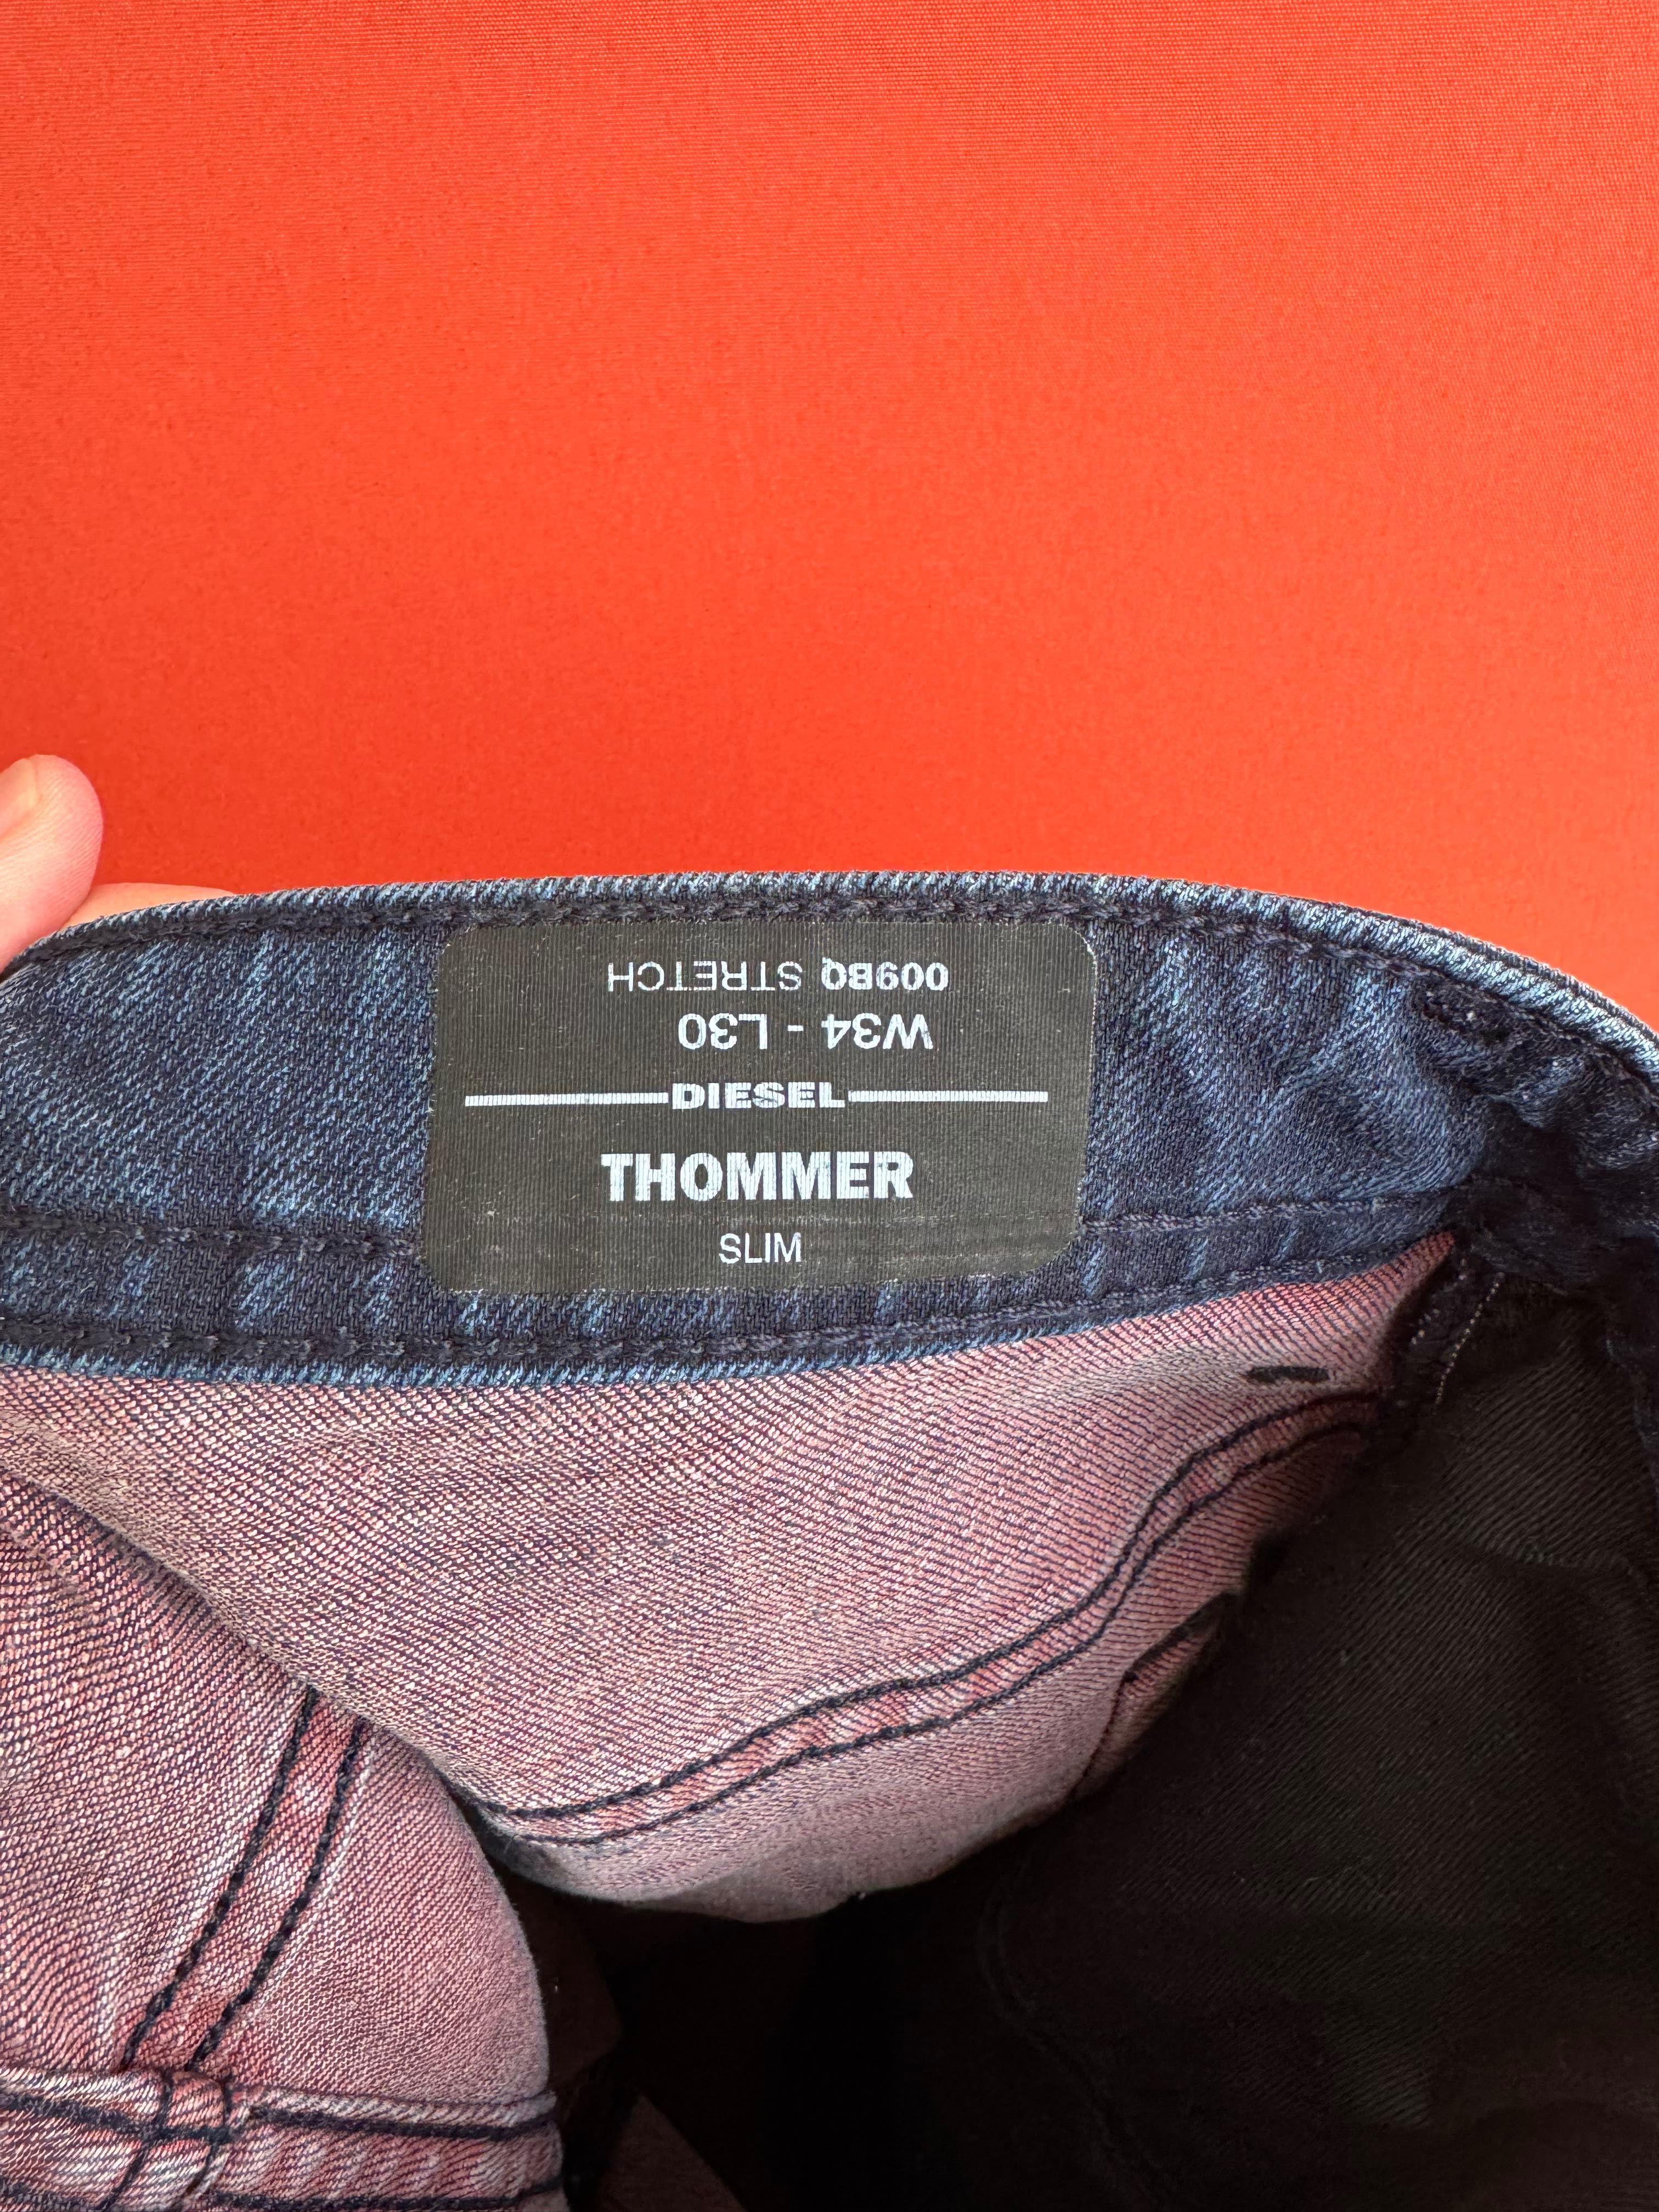 009BQ STRETCH
W34 - L30
DIESEL
THOMMER
SLIM